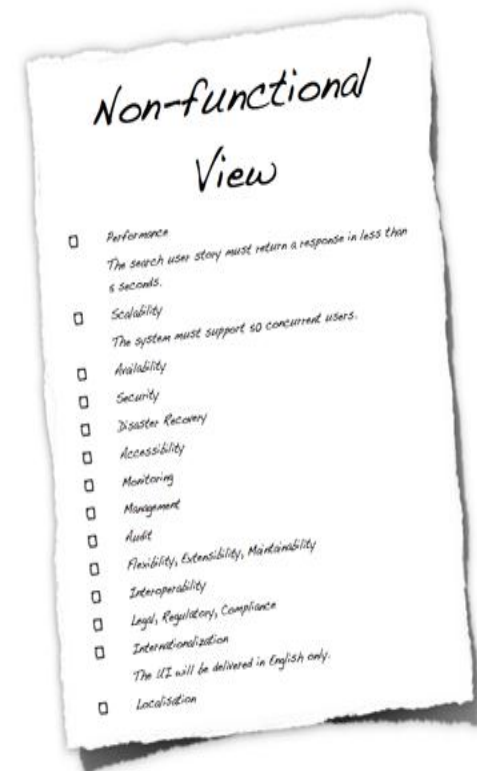 Non-functional
View
Performance
The search user story must return a response in less than
5 seconds.
Scalability
The system must support 50 concurrent users.
Availability
Security
Disaster Recovery
Accessibility
Monitoring
Management
Audit
Flexibility, Extensibility, Maintainability
Interoperability
Legal, Regulatory, Compliance
Internationalization
The UI will be delivered in English only.
Localisation